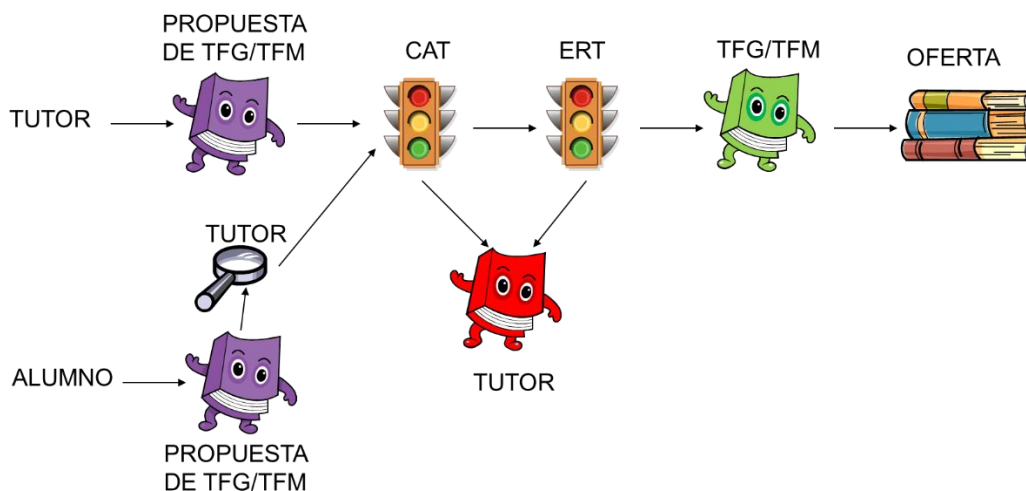 PROPUESTA
DE TFG/TFM
CAT
ERT
TFG/TFM
OFERTA
TUTOR
TUTOR
ALUMNO
TUTOR
PROPUESTA
DE TFG/TFM